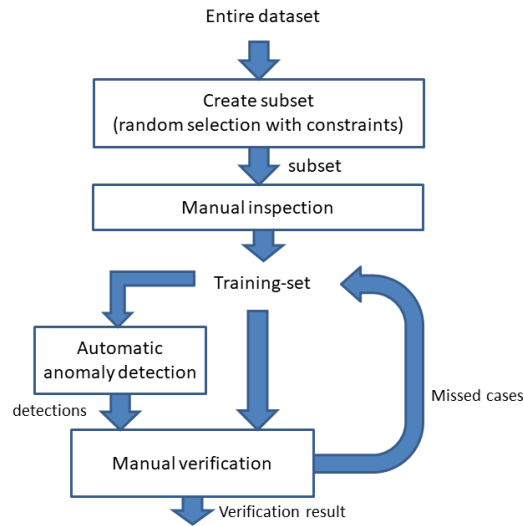 Entire dataset
Create subset
(random selection with constraints)
subset
Manual inspection
Training-set
Automatic
anomaly detection
detections
Missed cases
Manual verification
Verification result